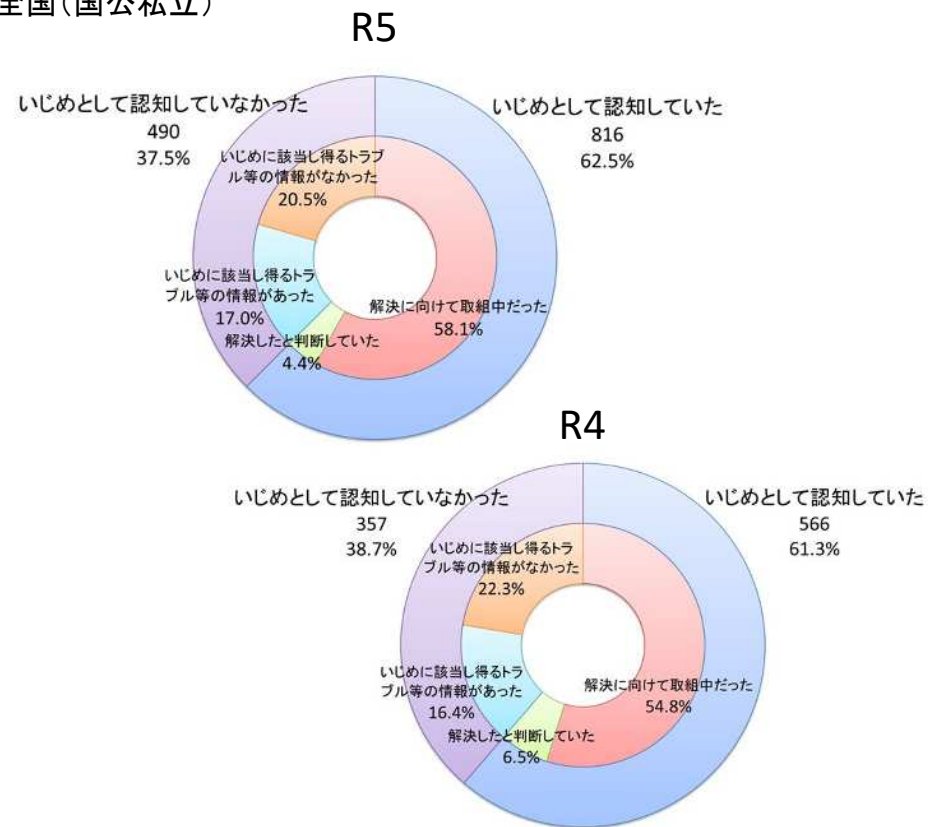 全国（国公私立）
R5
いじめとして認知していなかった
490
37.5%
いじめとして認知していた
816
62.5%
いじめに該当し得るトラブ
ル等の情報がなかった
20.5%
いじめに該当し得るトラ
ブル等の情報があった
17.0%
解決に向けて取組中だった
58.1%
解決したと判断していた
4.4%
R4
いじめとして認知していなかった
357
38.7%
いじめとして認知していた
566
61.3%
いじめに該当し得るトラ
ブル等の情報がなかった
22.3%
いじめに該当し得るトラ
ブル等の情報があった
16.4%
解決に向けて取組中だった
54.8%
解決したと判断していた
6.5%